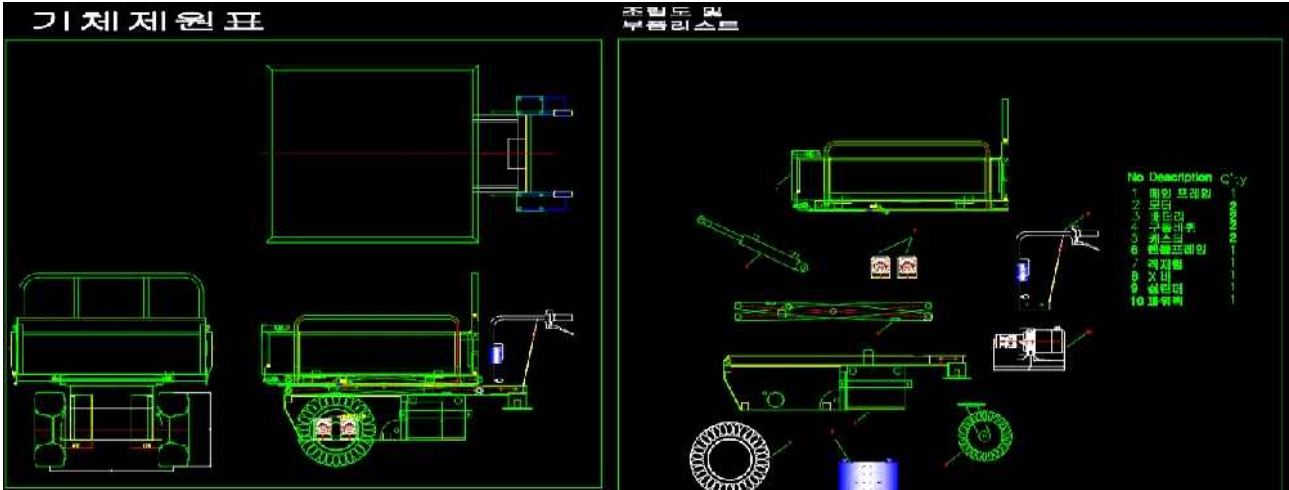 기체제원표
조립도 및
부품리스트
No Description Q'ty
1 메인 프레임 1
2 모터 2
3 배터리 2
4 구동바퀴 2
5 캐스터 2
6 핸들프레임 1
7 적재함 1
8 X 바 1
9 실린더 1
10 파워팩 1